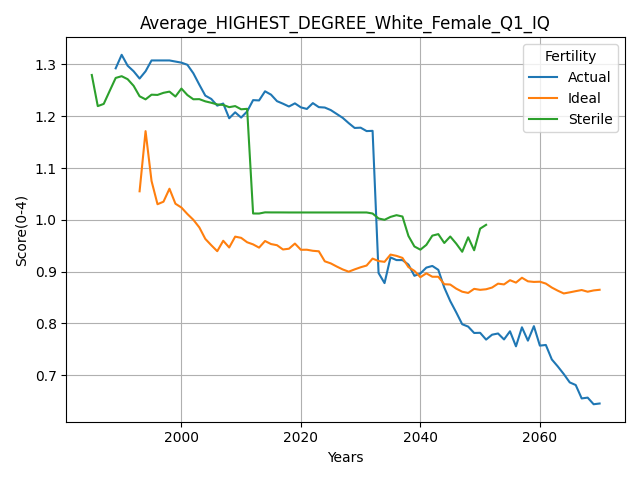 Average_HIGHEST_DEGREE_White_Female_Q1_IQ
Score(0-4)
1.3
1.2
1.1
1.0
0.9
0.8
0.7
Fertility
Actual
Ideal
Sterile
2000
2020
2040
2060
Years